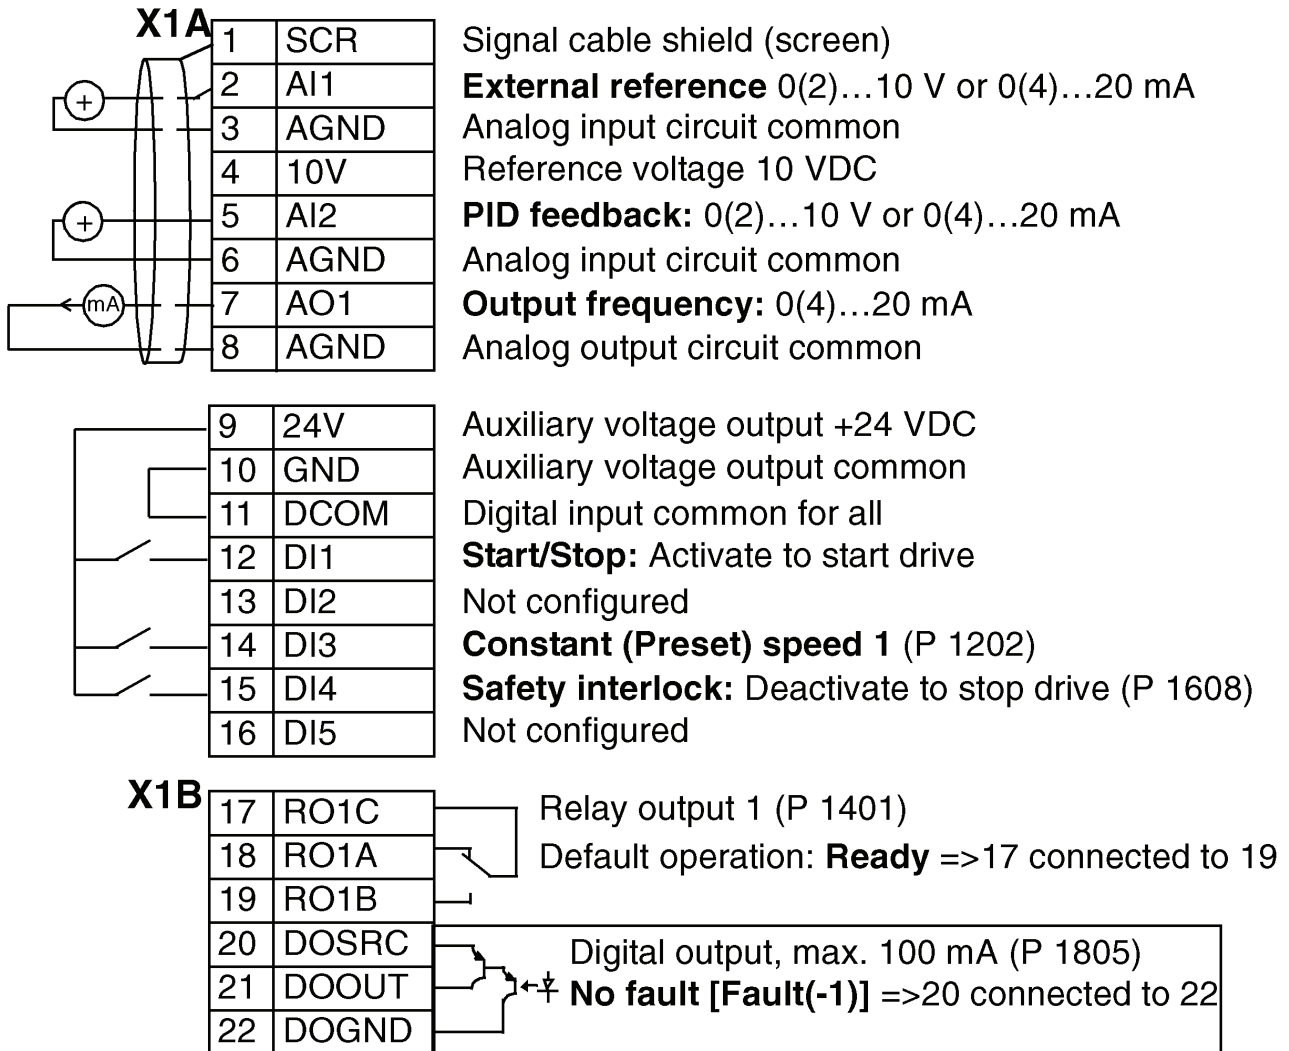 X1A
1 SCR Signal cable shield (screen)
2 AI1 External reference 0(2)…10 V or 0(4)…20 mA
+
3 AGND Analog input circuit common
4 10V Reference voltage 10 VDC
+
5 AI2 PID feedback: 0(2)…10 V or 0(4)…20 mA
6 AGND Analog input circuit common
mA
7 AO1 Output frequency: 0(4)…20 mA
8 AGND Analog output circuit common
9 24V Auxiliary voltage output +24 VDC
10 GND Auxiliary voltage output common
11 DCOM Digital input common for all
12 DI1 Start/Stop: Activate to start drive
13 DI2 Not configured
14 DI3 Constant (Preset) speed 1 (P 1202)
15 DI4 Safety interlock: Deactivate to stop drive (P 1608)
16 DI5 Not configured
X1B
17 RO1C Relay output 1 (P 1401)
18 RO1A Default operation: Ready =>17 connected to 19
19 RO1B
20 DOSRC Digital output, max. 100 mA (P 1805)
21 DOOUT No fault [Fault(-1)] =>20 connected to 22
22 DOGND